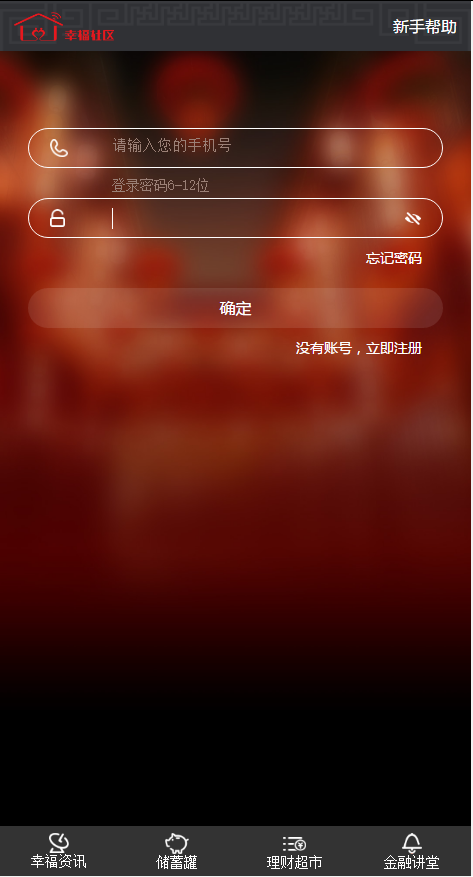 幸福社区
新手帮助
请输入您的手机号
登录密码6-12位
忘记密码
确定
没有账号，立即注册
幸福资讯
储蓄罐
理财超市
金融讲堂